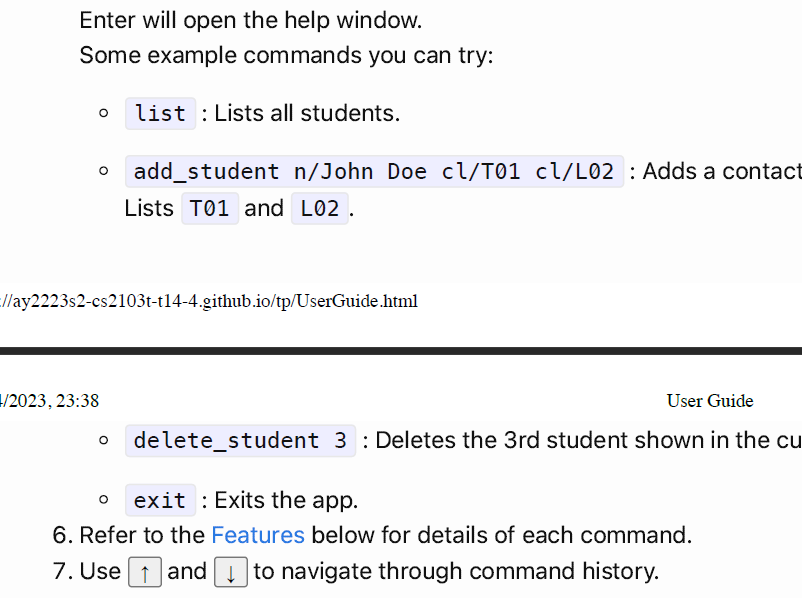 Enter will open the help window.
Some example commands you can try:
list : Lists all students.
add_student n/John Doe cl/T01 cl/L02 : Adds a contact
Lists T01 and L02 .
://ay2223s2-cs2103t-t14-4.github.io/tp/UserGuide.html
/2023, 23:38 User Guide
delete_student 3 : Deletes the 3rd student shown in the cu
exit : Exits the app.
6. Refer to the Features below for details of each command.
7. Use ↑ and ↓ to navigate through command history.